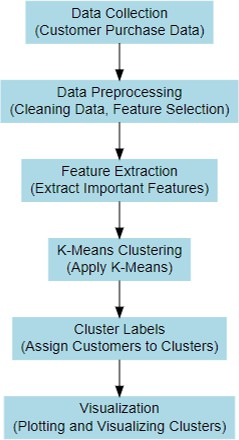 Data Collection
(Customer Purchase Data)
Data Preprocessing
(Cleaning Data, Feature Selection)
Feature Extraction
(Extract Important Features)
K-Means Clustering
(Apply K-Means)
Cluster Labels
(Assign Customers to Clusters)
Visualization
(Plotting and Visualizing Clusters)